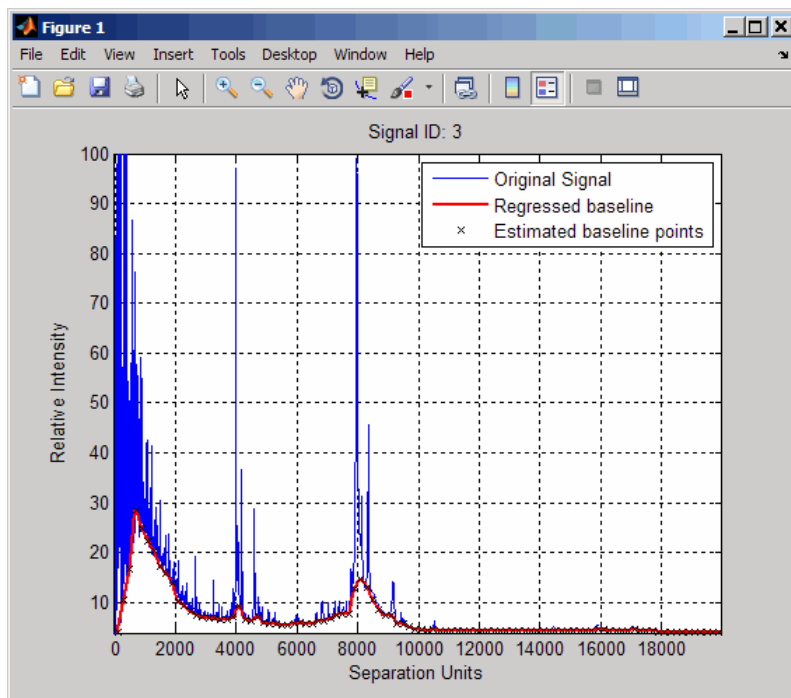 Figure 1
File Edit View Insert Tools Desktop Window Help
Signal ID: 3
Original Signal
Regressed baseline
Estimated baseline points
Relative Intensity
100
90
80
70
60
50
40
30
20
10
0 2000 4000 6000 8000 10000 12000 14000 16000 18000
Separation Units